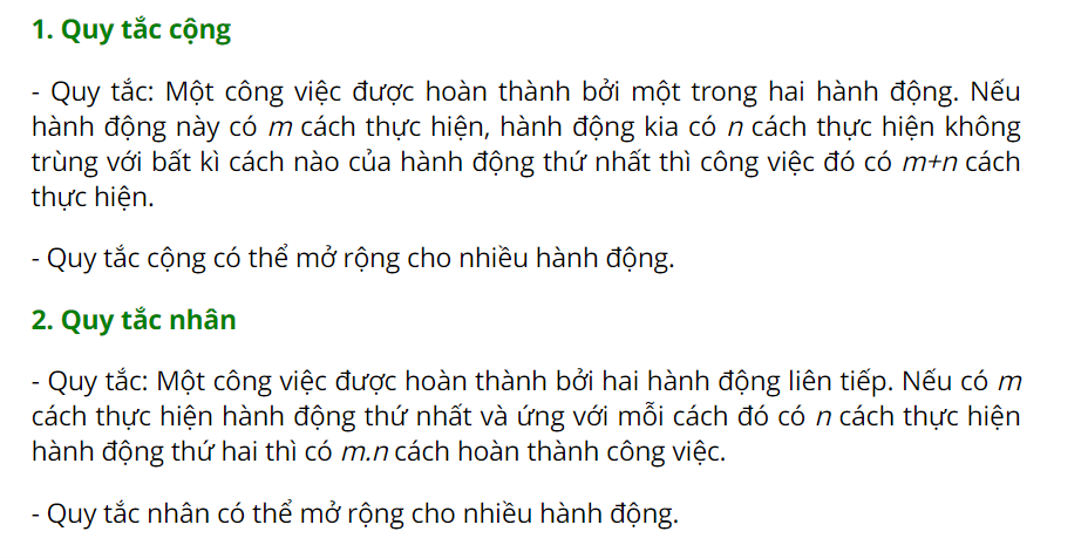 1. Quy tắc cộng
- Quy tắc: Một công việc được hoàn thành bởi một trong hai hành động. Nếu
hành động này có m cách thực hiện, hành động kia có n cách thực hiện không
trùng với bất kì cách nào của hành động thứ nhất thì công việc đó có m+n cách
thực hiện.
- Quy tắc cộng có thể mở rộng cho nhiều hành động.
2. Quy tắc nhân
- Quy tắc: Một công việc được hoàn thành bởi hai hành động liên tiếp. Nếu có m
cách thực hiện hành động thứ nhất và ứng với mỗi cách đó có n cách thực hiện
hành động thứ hai thì có m.n cách hoàn thành công việc.
- Quy tắc nhân có thể mở rộng cho nhiều hành động.